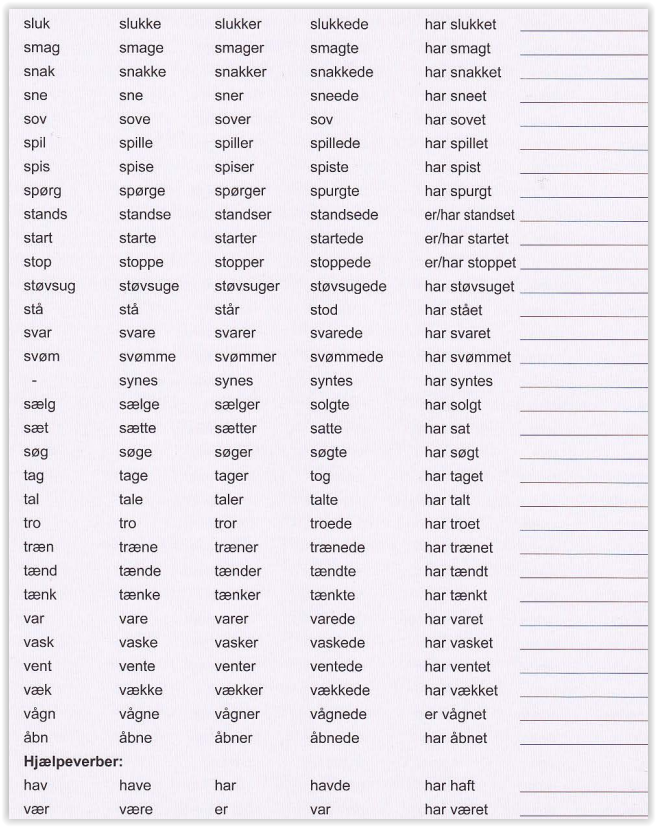 sluk slukke slukker slukkede har slukket
smag smage smager smagte har smagt
snak snakke snakker snakkede har snakket
sne sne sner sneede har sneet
sov sove sover sov har sovet
spil spille spiller spillede har spillet
spis spise spiser spiste har spist
spørg spørge spørger spurgte har spurgt
stands standse standser standsede er/har standset
start starte starter startede er/har startet
stop stoppe stopper stoppede er/har stoppet
støvsug støvsuge støvsuger støvsugede har støvsuget
stå stå står stod har stået
svar svare svarer svarede har svaret
svøm svømme svømmer svømmede har svømmet
- synes synes syntes har syntes
sælg sælge sælger solgte har solgt
sæt sætte sætter satte har sat
søg søge søger søgte har søgt
tag tage tager tog har taget
tal tale taler talte har talt
tro tro tror troede har troet
træn træne træner trænede har trænet
tænd tænde tænder tændte har tændt
tænk tænke tænker tænkte har tænkt
var vare varer varede har varet
vask vaske vasker vaskede har vasket
vent vente venter ventede har ventet
væk vække vækker vækkede har vækket
vågn vågne vågner vågnede er vågnet
åbn åbne åbner åbnede har åbnet
Hjælpeverber:
hav have har havde har haft
vær være er var har været